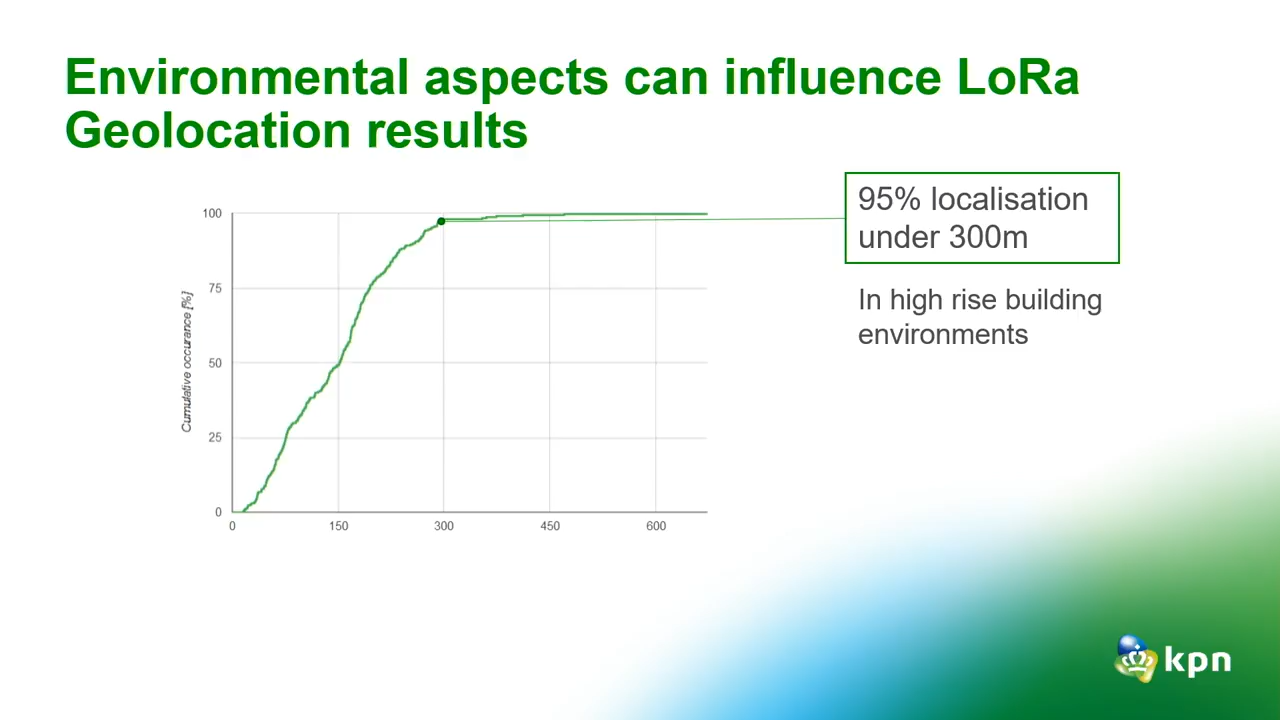 Environmental aspects can influence LoRa
Geolocation results
95% localisation
under 300m
In high rise building
environments
Cumulative occurance [%]
100
75
50
25
0
0
150
300
450
600
kpn